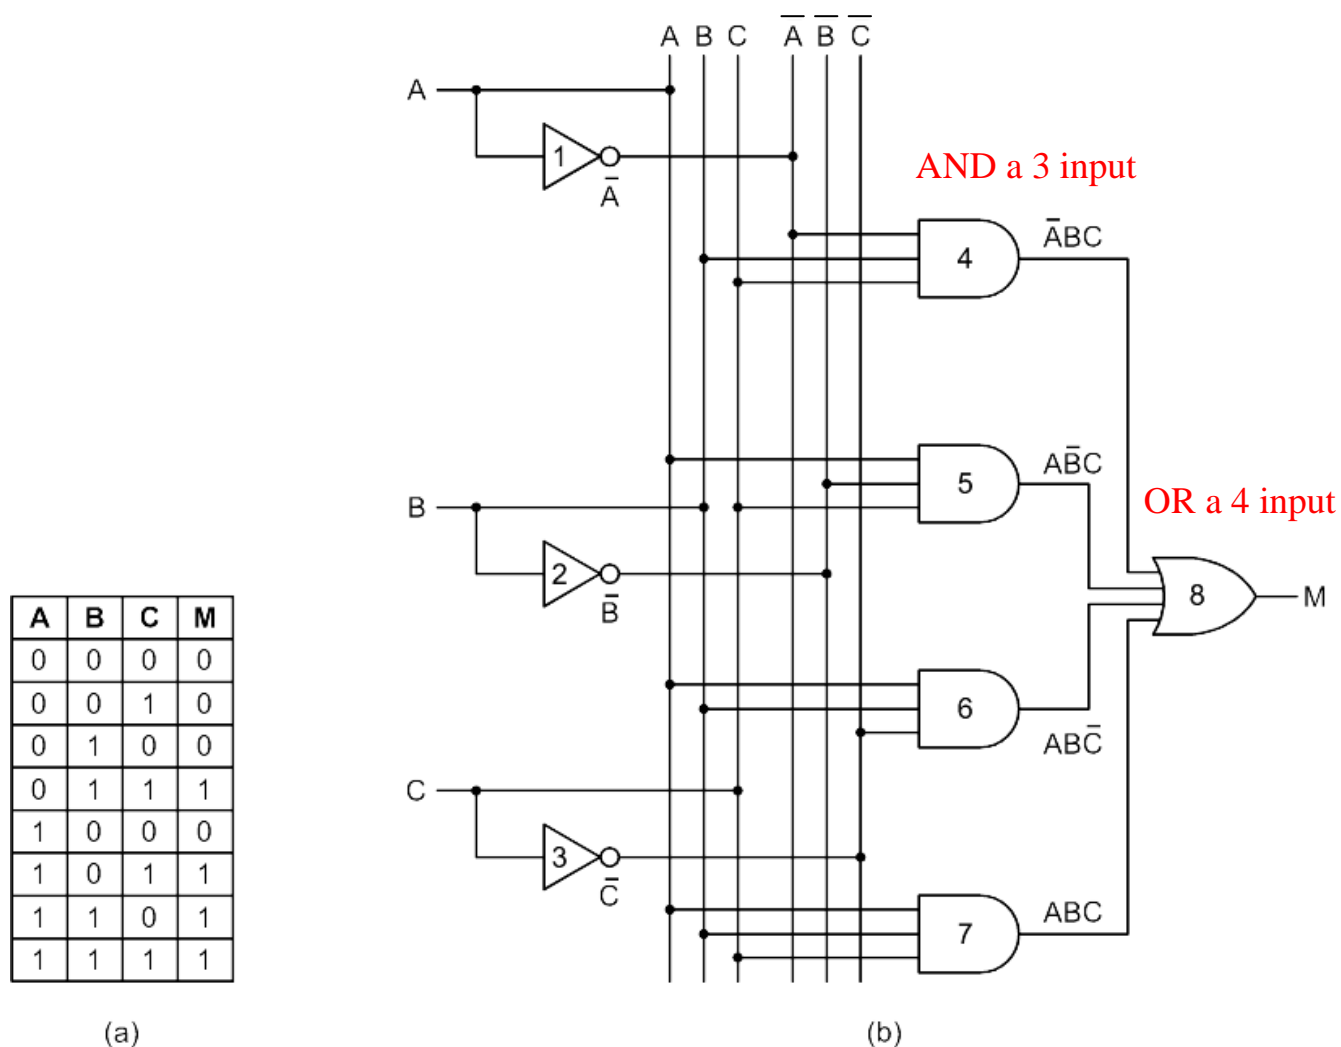 A B C A̅ B̅ C̅
A
1
A̅
AND a 3 input
4
A̅BC
B
2
B̅
5
AB̅C
OR a 4 input
8
M
6
ABC̅
C
3
C̅
7
ABC
A B C M
0 0 0 0
0 0 1 0
0 1 0 0
0 1 1 1
1 0 0 0
1 0 1 1
1 1 0 1
1 1 1 1
(a)
(b)